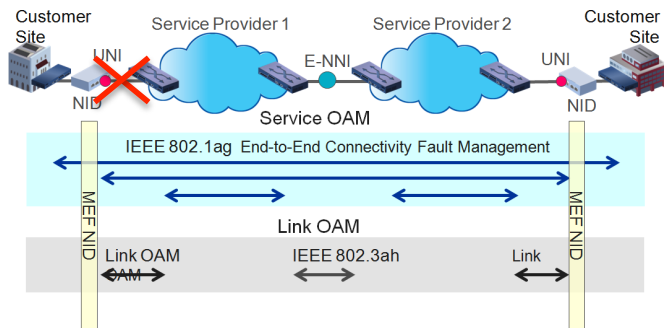 Customer
Site
Service Provider 1
Service Provider 2
Customer
Site
UNI
E-NNI
UNI
NID
NID
Service OAM
IEEE 802.1ag End-to-End Connectivity Fault Management
MEF NID
MEF NID
Link OAM
Link OAM
OAM
IEEE 802.3ah
Link